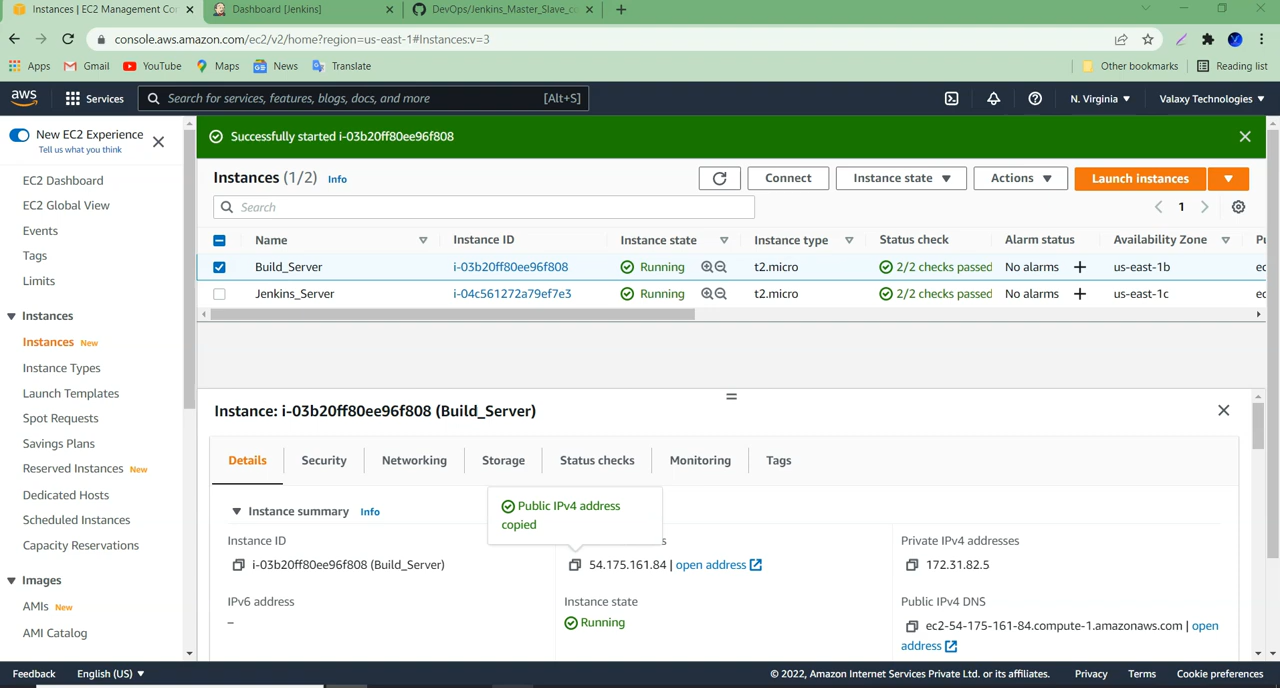 Instances | EC2 Management Con
Dashboard [Jenkins]
DevOps/Jenkins_Master_Slave_co
console.aws.amazon.com/ec2/v2/home?region=us-east-1#Instances:v=3
Apps
Gmail
YouTube
Maps
News
Translate
Other bookmarks
Reading list
aws
Services
Search for services, features, blogs, docs, and more
[Alt+S]
N. Virginia
Valaxy Technologies
New EC2 Experience
Tell us what you think
EC2 Dashboard
EC2 Global View
Events
Tags
Limits
Instances
Instances New
Instance Types
Launch Templates
Spot Requests
Savings Plans
Reserved Instances New
Dedicated Hosts
Scheduled Instances
Capacity Reservations
Images
AMIs New
AMI Catalog
Successfully started i-03b20ff80ee96f808
Instances (1/2) Info
Connect
Instance state
Actions
Launch instances
Search
1
Name Instance ID Instance state Instance type Status check Alarm status Availability Zone Pu
Build_Server i-03b20ff80ee96f808 Running t2.micro 2/2 checks passed No alarms us-east-1b ec
Jenkins_Server i-04c561272a79ef7e3 Running t2.micro 2/2 checks passed No alarms us-east-1c ec
Instance: i-03b20ff80ee96f808 (Build_Server)
Details
Security
Networking
Storage
Status checks
Monitoring
Tags
Instance summary Info
Public IPv4 address
copied
Instance ID
i-03b20ff80ee96f808 (Build_Server)
54.175.161.84 | open address
Private IPv4 addresses
172.31.82.5
IPv6 address
–
Instance state
Running
Public IPv4 DNS
ec2-54-175-161-84.compute-1.amazonaws.com | open
address
Feedback
English (US)
© 2022, Amazon Internet Services Private Ltd. or its affiliates.
Privacy
Terms
Cookie preferences